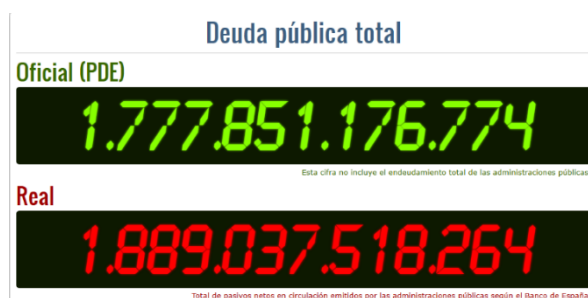 Deuda pública total
Oficial (PDE)
1.777.851.176.774
Esta cifra no incluye el endeudamiento total de las administraciones públicas
Real
1.889.037.518.264
Total de pasivos netos en circulación emitidos por las administraciones públicas según el Banco de España